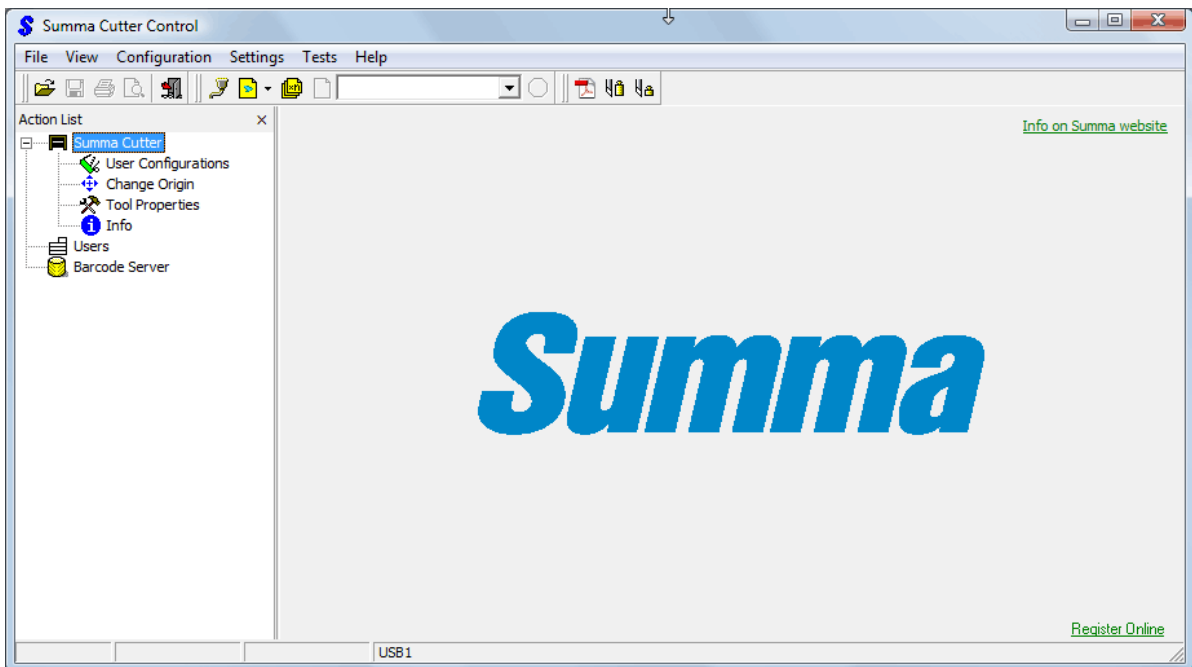 Summa Cutter Control
File View Configuration Settings Tests Help
Action List
Info on Summa website
Summa Cutter
User Configurations
Change Origin
Tool Properties
Info
Users
Barcode Server
Summa
Register Online
USB1